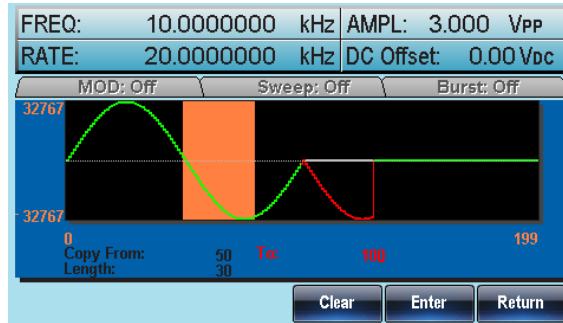 FREQ: 10.0000000 kHz AMPL: 3.000 VPP
RATE: 20.0000000 kHz DC Offset: 0.00 VDC
MOD: Off Sweep: Off Burst: Off
32767
- 32767
0 199
Copy From: 50 To: 100
Length: 30
Clear Enter Return